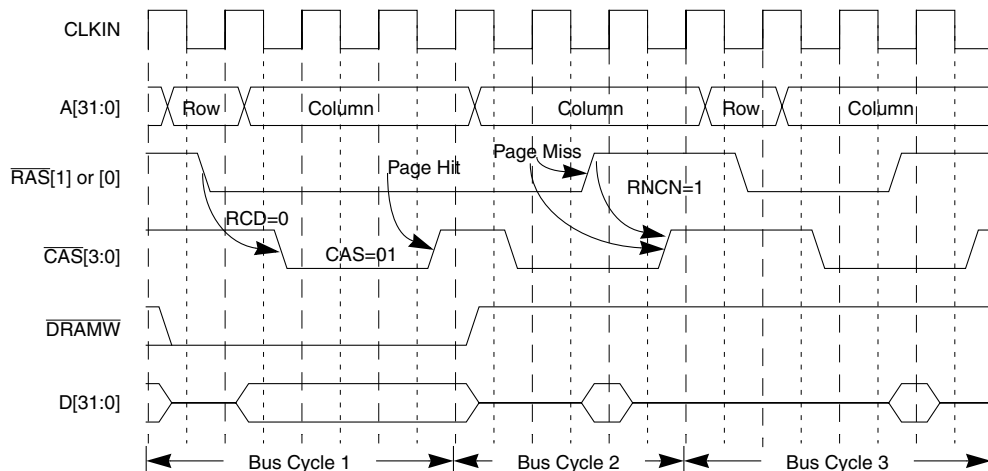 CLKIN
A[31:0]
Row
Column
Column
Row
Column
RAS[1] or [0]
Page Hit
Page Miss
RCD=0
RNCN=1
CAS[3:0]
CAS=01
DRAMW
D[31:0]
Bus Cycle 1
Bus Cycle 2
Bus Cycle 3